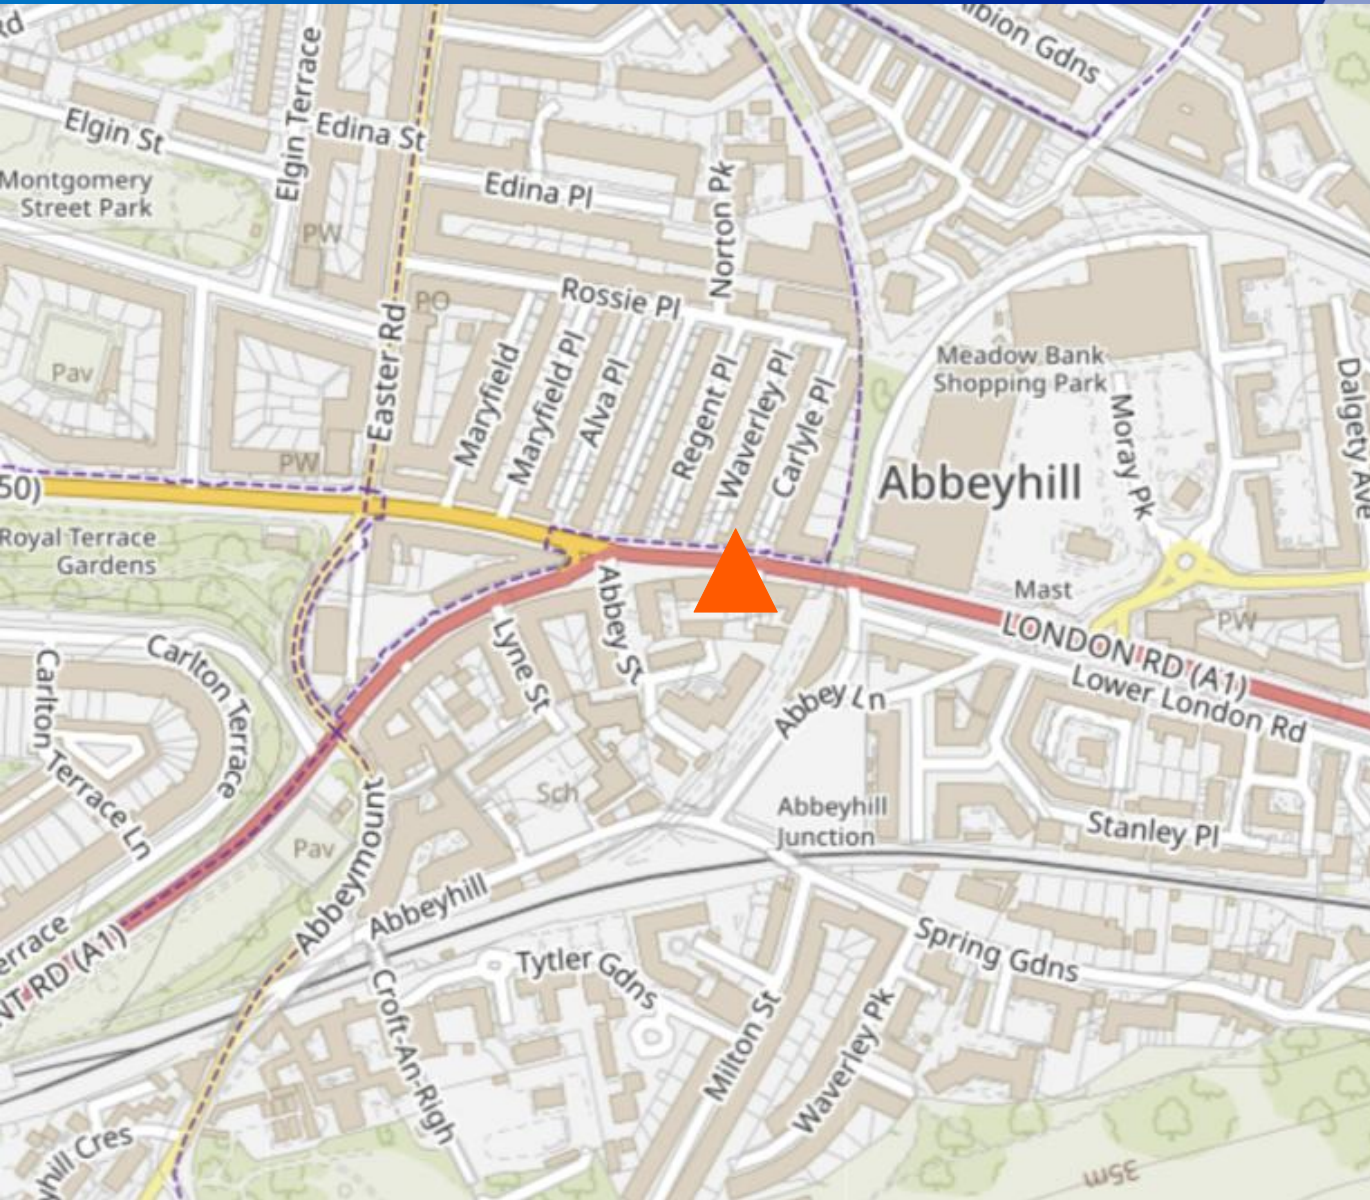 Rd
Albion Gdns
Elgin St
Elgin Terrace
Edina St
Montgomery
Street Park
Edina Pl
Norton Pk
PW
PO
Rossie Pl
Easter Rd
Pav
PW
Maryfield
Maryfield Pl
Alva Pl
Regent Pl
Waverley Pl
Carlyle Pl
Meadow Bank
Shopping Park
Moray Pk
Dalgety Ave
Abbeyhill
50)
Royal Terrace
Gardens
Mast
PW
LONDON RD (A1)
Lower London Rd
Abbey St
Lyne St
Abbey Ln
Carlton Terrace
Carlton
Terrace Ln
Sch
Abbeyhill
Junction
Stanley Pl
Pav
Abbeymount
Abbeyhill
errace
NT RD (A1)
Tytler Gdns
Spring Gdns
Croft-An-Righ
Milton St
Waverley Pk
yhill Cres
35m